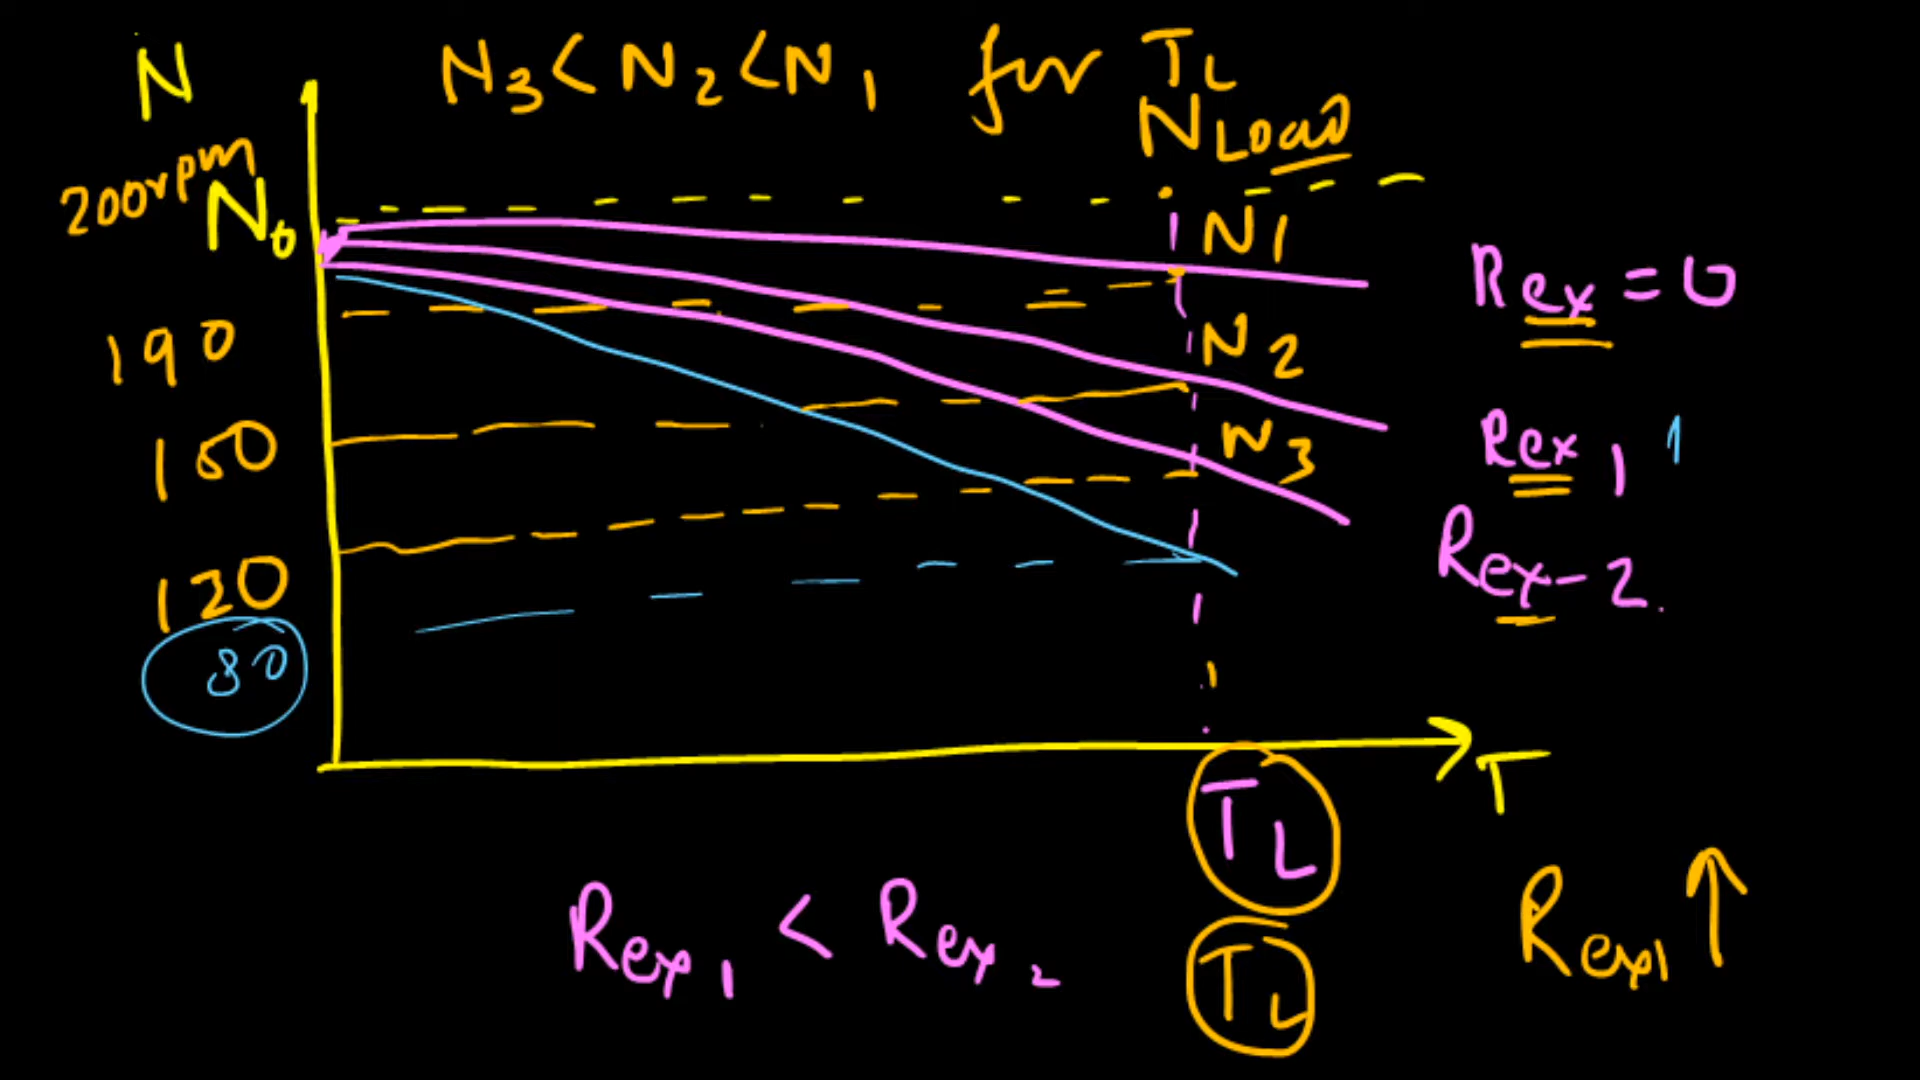 N
N3 < N2 < N1 for TL
NLoad
200rpm
N0
N1
Rex = 0
190
N2
Rex 1 1
N3
Rex-2.
120
80
T
TL
Rex1 < Rex2
TL
Rex1 ↑